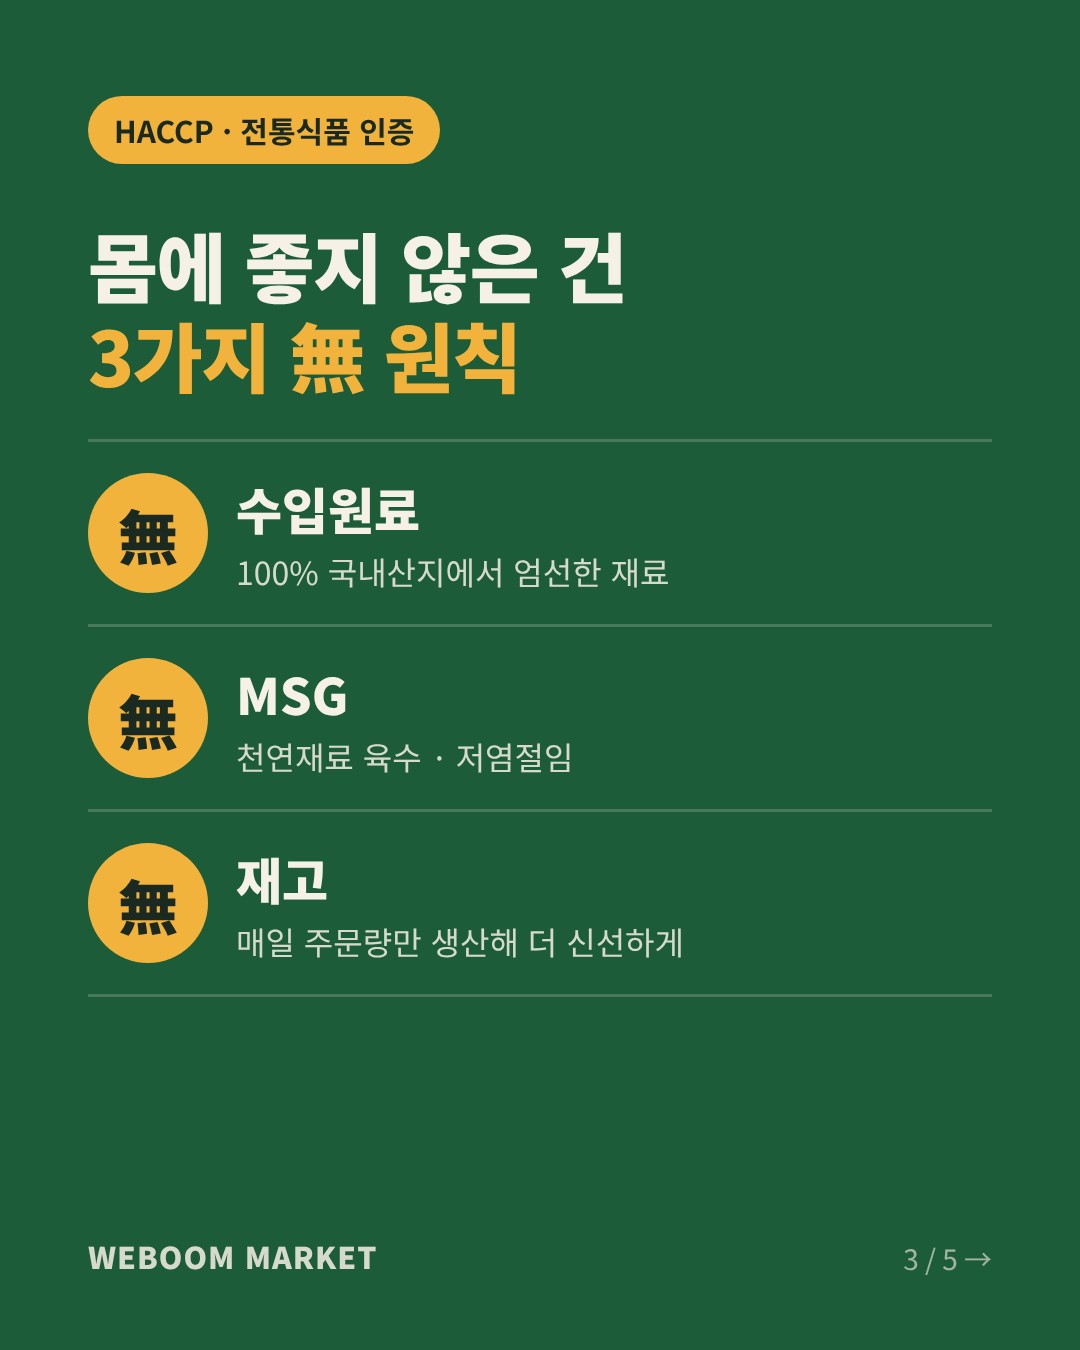 HACCP · 전통식품 인증
몸에 좋지 않은 건
3가지 無 원칙
無
수입원료
100% 국내산지에서 엄선한 재료
無
MSG
천연재료 육수 · 저염절임
無
재고
매일 주문량만 생산해 더 신선하게
WEBOOM MARKET
3 / 5 →